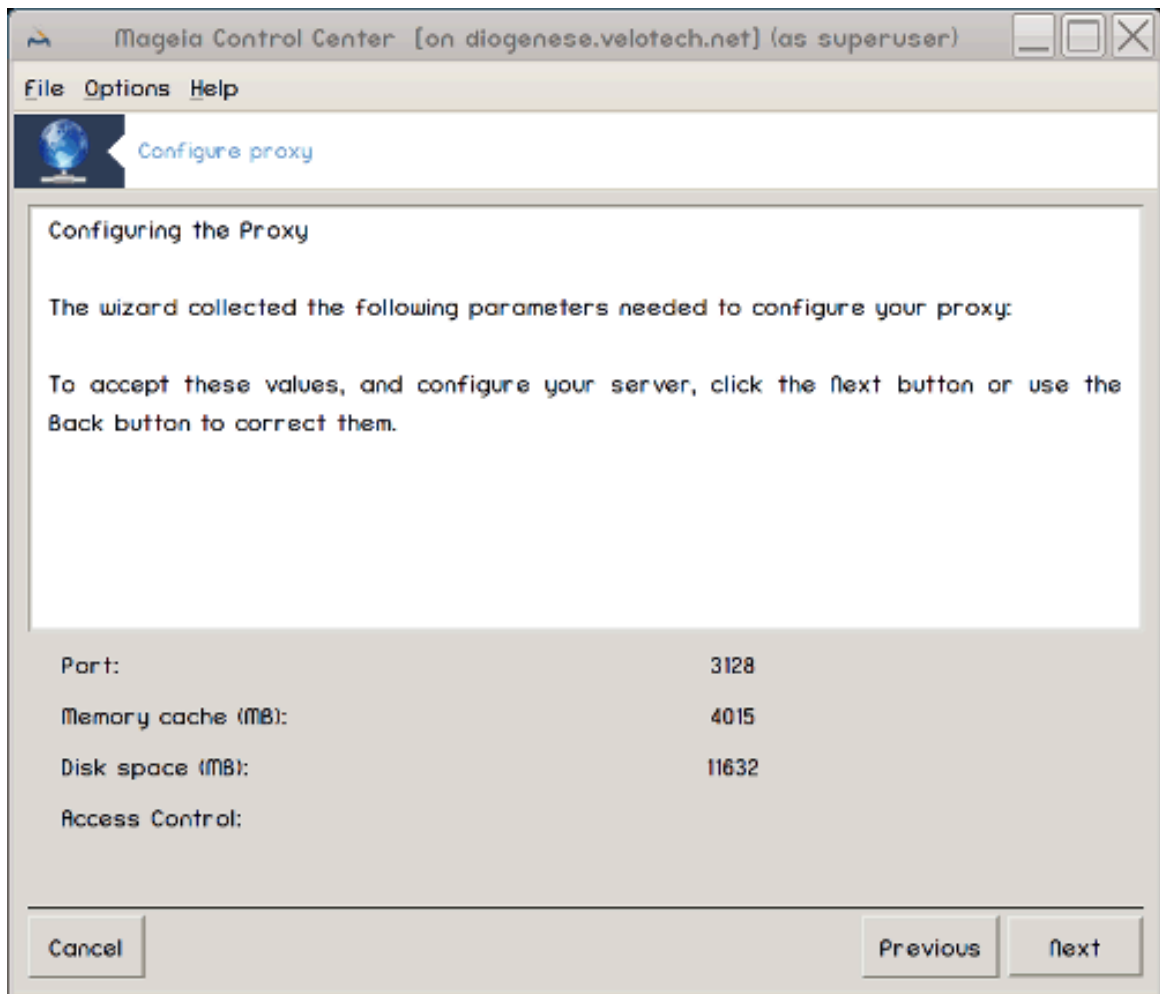 Mageia Control Center [on diogenese.velotech.net] (as superuser)
File Options Help
Configure proxy
Configuring the Proxy
The wizard collected the following parameters needed to configure your proxy:
To accept these values, and configure your server, click the Next button or use the
Back button to correct them.
Port: 3128
Memory cache (MB): 4015
Disk space (MB): 11632
Access Control:
Cancel Previous Next